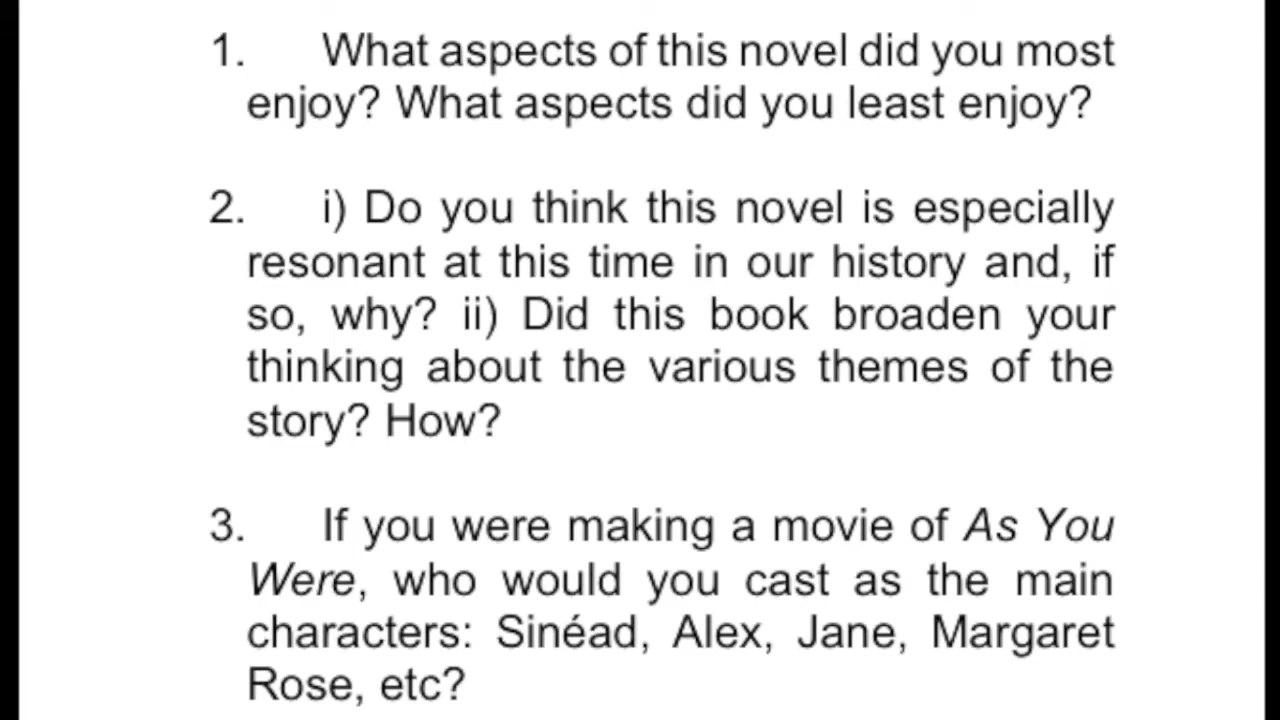 1. What aspects of this novel did you most
enjoy? What aspects did you least enjoy?
2. i) Do you think this novel is especially
resonant at this time in our history and, if
so, why? ii) Did this book broaden your
thinking about the various themes of the
story? How?
3. If you were making a movie of As You
Were, who would you cast as the main
characters: Sinéad, Alex, Jane, Margaret
Rose, etc?